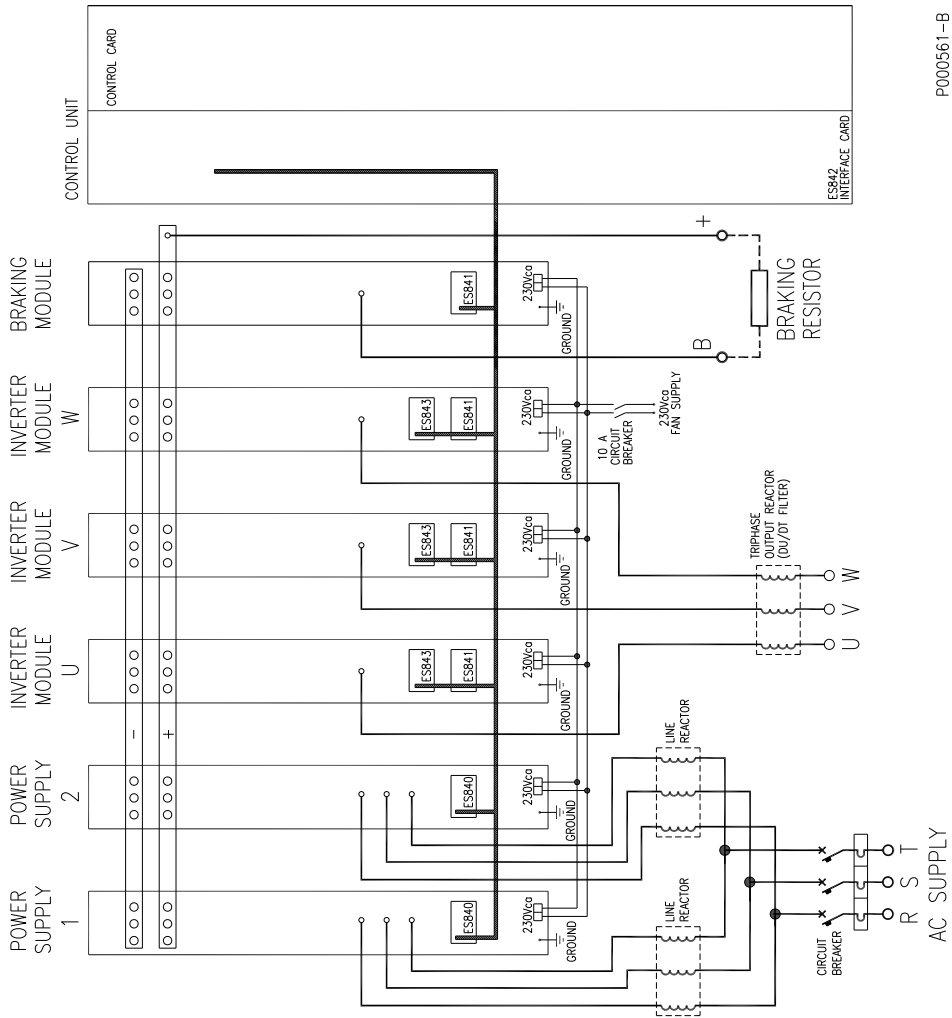 CONTROL UNIT
CONTROL CARD
ES842
INTERFACE CARD
P000561-B
BRAKING
MODULE
INVERTER
MODULE
W
INVERTER
MODULE
V
INVERTER
MODULE
U
POWER
SUPPLY
2
POWER
SUPPLY
1
-
+
ES841
230Vca
GROUND
ES843
ES841
230Vca
GROUND
ES843
ES841
230Vca
GROUND
ES843
ES841
230Vca
GROUND
ES840
230Vca
GROUND
ES840
230Vca
GROUND
+
B
BRAKING
RESISTOR
10 A
CIRCUIT
BREAKER
230Vca
FAN SUPPLY
TRIPHASE
OUTPUT REACTOR
(DU/DT FILTER)
U
V
W
LINE
REACTOR
LINE
REACTOR
CIRCUIT
BREAKER
R
S
T
AC SUPPLY